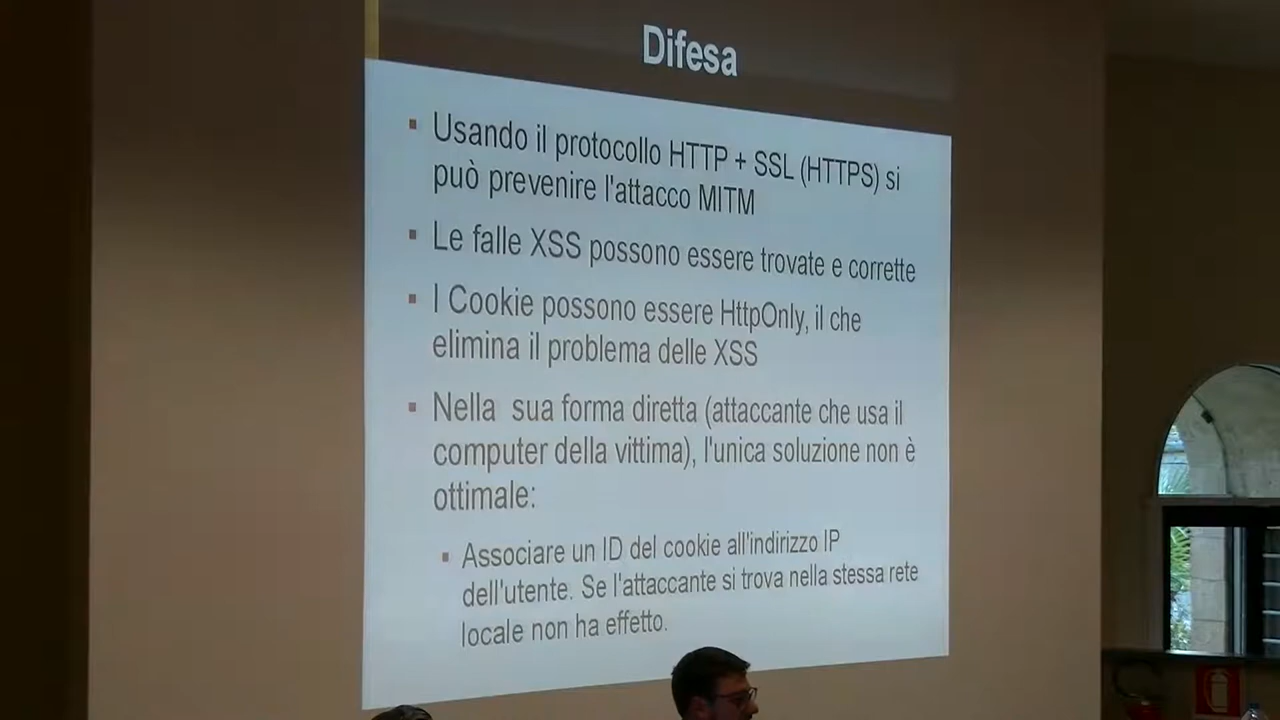 Difesa
Usando il protocollo HTTP + SSL (HTTPS) si
può prevenire l'attacco MITM
Le falle XSS possono essere trovate e corrette
I Cookie possono essere HttpOnly, il che
elimina il problema delle XSS
Nella sua forma diretta (attaccante che usa il
computer della vittima), l'unica soluzione non è
ottimale:
Associare un ID del cookie all'indirizzo IP
dell'utente. Se l'attaccante si trova nella stessa rete
locale non ha effetto.